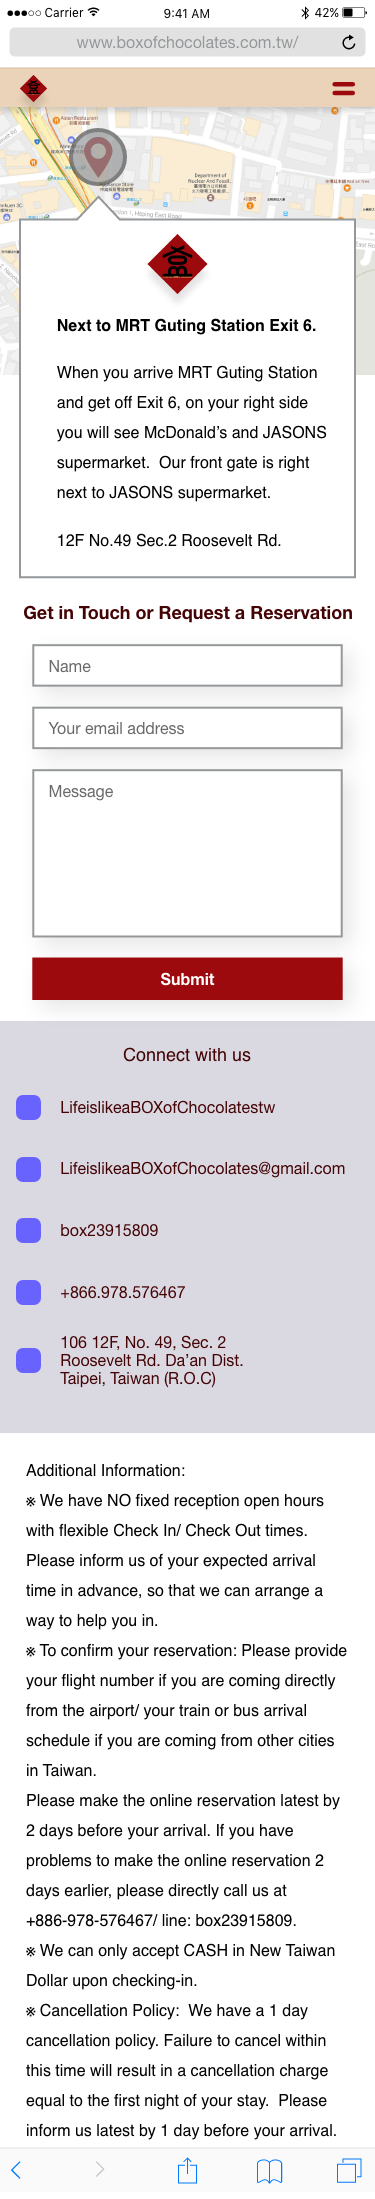 Carrier
9:41 AM
42%
www.boxofchocolates.com.tw/
Asian Restaurant
Department of
Nuclear And Fossil..
BOX
Next to MRT Guting Station Exit 6.
When you arrive MRT Guting Station
and get off Exit 6, on your right side
you will see McDonald’s and JASONS
supermarket.  Our front gate is right
next to JASONS supermarket.
12F No.49 Sec.2 Roosevelt Rd.
Get in Touch or Request a Reservation
Name
Your email address
Message
Submit
Connect with us
LifeislikeaBOXofChocolatestw
LifeislikeaBOXofChocolates@gmail.com
box23915809
+866.978.576467
106 12F, No. 49, Sec. 2
Roosevelt Rd. Da’an Dist.
Taipei, Taiwan (R.O.C)
Additional Information:
※ We have NO fixed reception open hours
with flexible Check In/ Check Out times.
Please inform us of your expected arrival
time in advance, so that we can arrange a
way to help you in.
※ To confirm your reservation: Please provide
your flight number if you are coming directly
from the airport/ your train or bus arrival
schedule if you are coming from other cities
in Taiwan.
Please make the online reservation latest by
2 days before your arrival. If you have
problems to make the online reservation 2
days earlier, please directly call us at
+886-978-576467/ line: box23915809.
※ We can only accept CASH in New Taiwan
Dollar upon checking-in.
※ Cancellation Policy:  We have a 1 day
cancellation policy. Failure to cancel within
this time will result in a cancellation charge
equal to the first night of your stay.  Please
inform us latest by 1 day before your arrival.